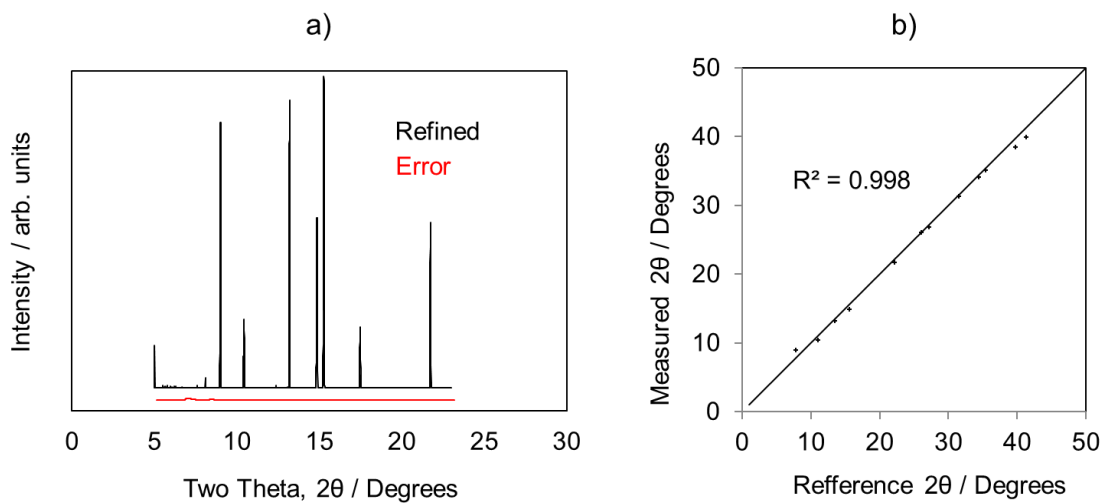 a)
Intensity / arb. units
Refined
Error
0 5 10 15 20 25 30
Two Theta, 2θ / Degrees
b)
Measured 2θ / Degrees
50
40
30
20
10
0
R² = 0.998
0 10 20 30 40 50
Refference 2θ / Degrees